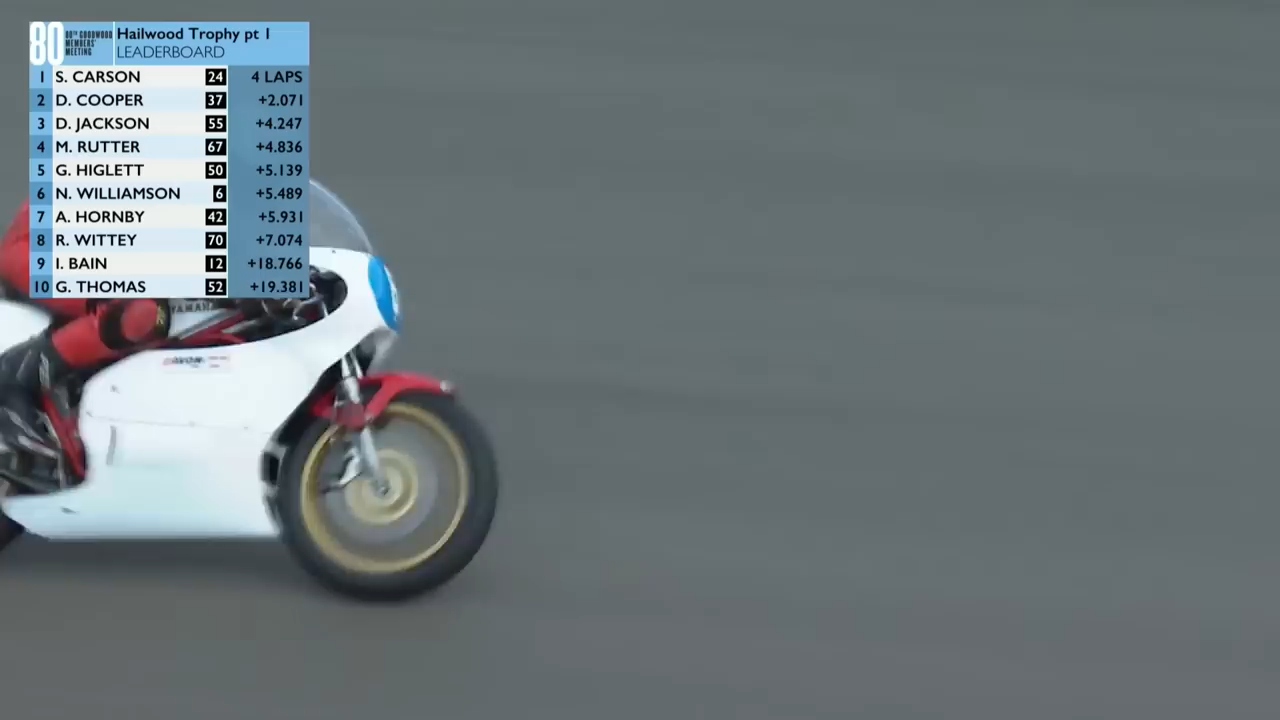 80
80TH GOODWOOD
MEMBERS'
MEETING
Hailwood Trophy pt 1
LEADERBOARD
1 S. CARSON 24 4 LAPS
2 D. COOPER 37 +2.071
3 D. JACKSON 55 +4.247
4 M. RUTTER 67 +4.836
5 G. HIGLETT 50 +5.139
6 N. WILLIAMSON 6 +5.489
7 A. HORNBY 42 +5.931
8 R. WITTEY 70 +7.074
9 I. BAIN 12 +18.766
10 G. THOMAS 52 +19.381
YAMAHA
AVON